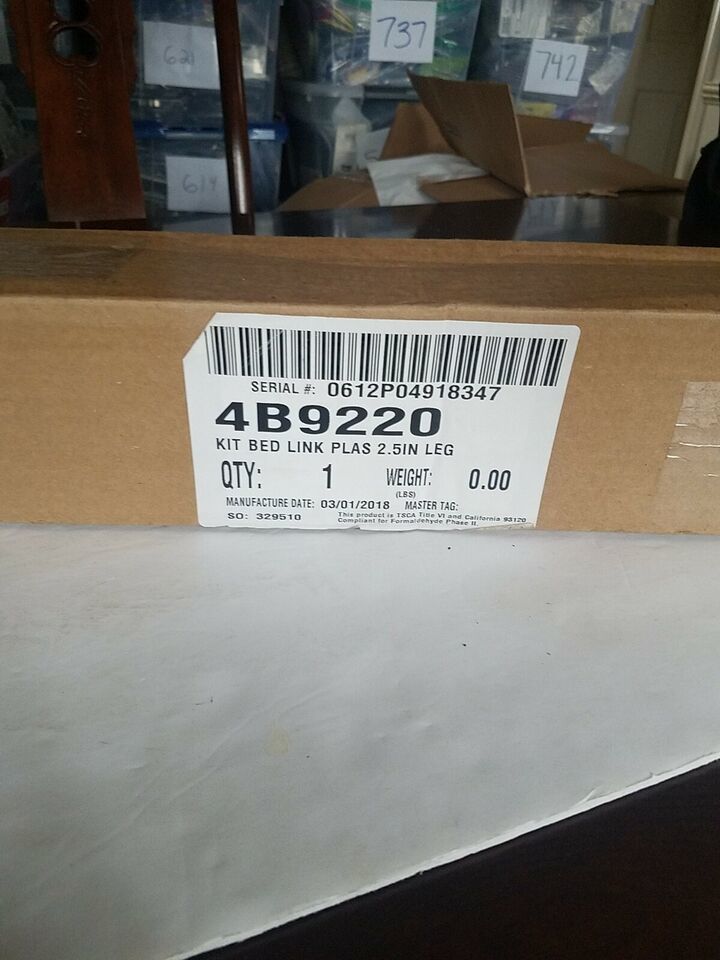 737
742
621
614
SERIAL #: 0612P04918347
4B9220
KIT BED LINK PLAS 2.5IN LEG
QTY: 1 WEIGHT: 0.00
(LBS)
MANUFACTURE DATE: 03/01/2018 MASTER TAG:
SO: 329510 This product is TSCA Title VI and California 93120
Compliant for Formaldehyde Phase II.